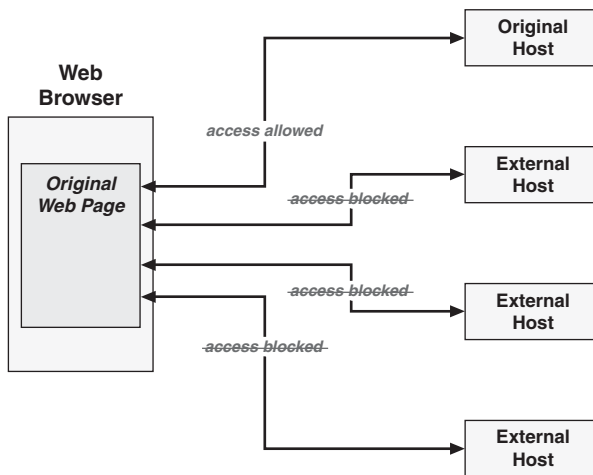 Original
Host
Web
Browser
access allowed
Original
Web Page
External
Host
access blocked
access blocked
External
Host
access blocked
External
Host